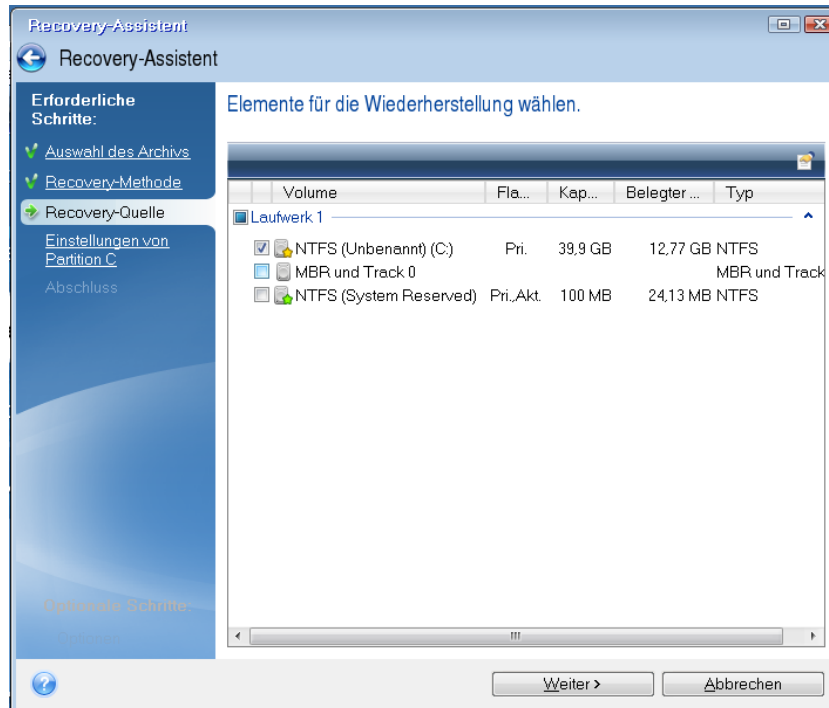 Recovery-Assistent
Recovery-Assistent
Erforderliche
Schritte:
Auswahl des Archivs
Recovery-Methode
Recovery-Quelle
Einstellungen von
Partition C
Abschluss
Elemente für die Wiederherstellung wählen.
Volume Fla... Kap... Belegter ... Typ
Laufwerk 1
NTFS (Unbenannt) (C:) Pri. 39,9 GB 12,77 GB NTFS
MBR und Track 0 MBR und Track
NTFS (System Reserved) Pri.,Akt. 100 MB 24,13 MB NTFS
Schritte:
Weiter > Abbrechen